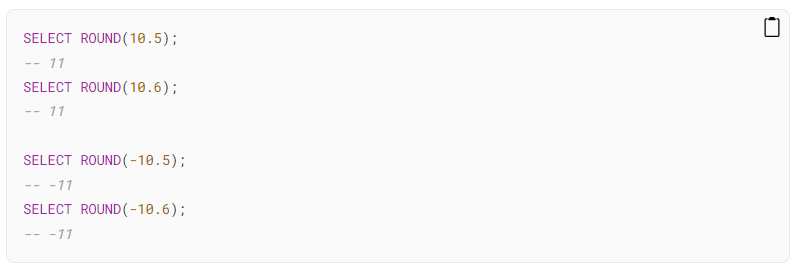 SELECT ROUND(10.5);
-- 11
SELECT ROUND(10.6);
-- 11
SELECT ROUND(-10.5);
-- -11
SELECT ROUND(-10.6);
-- -11